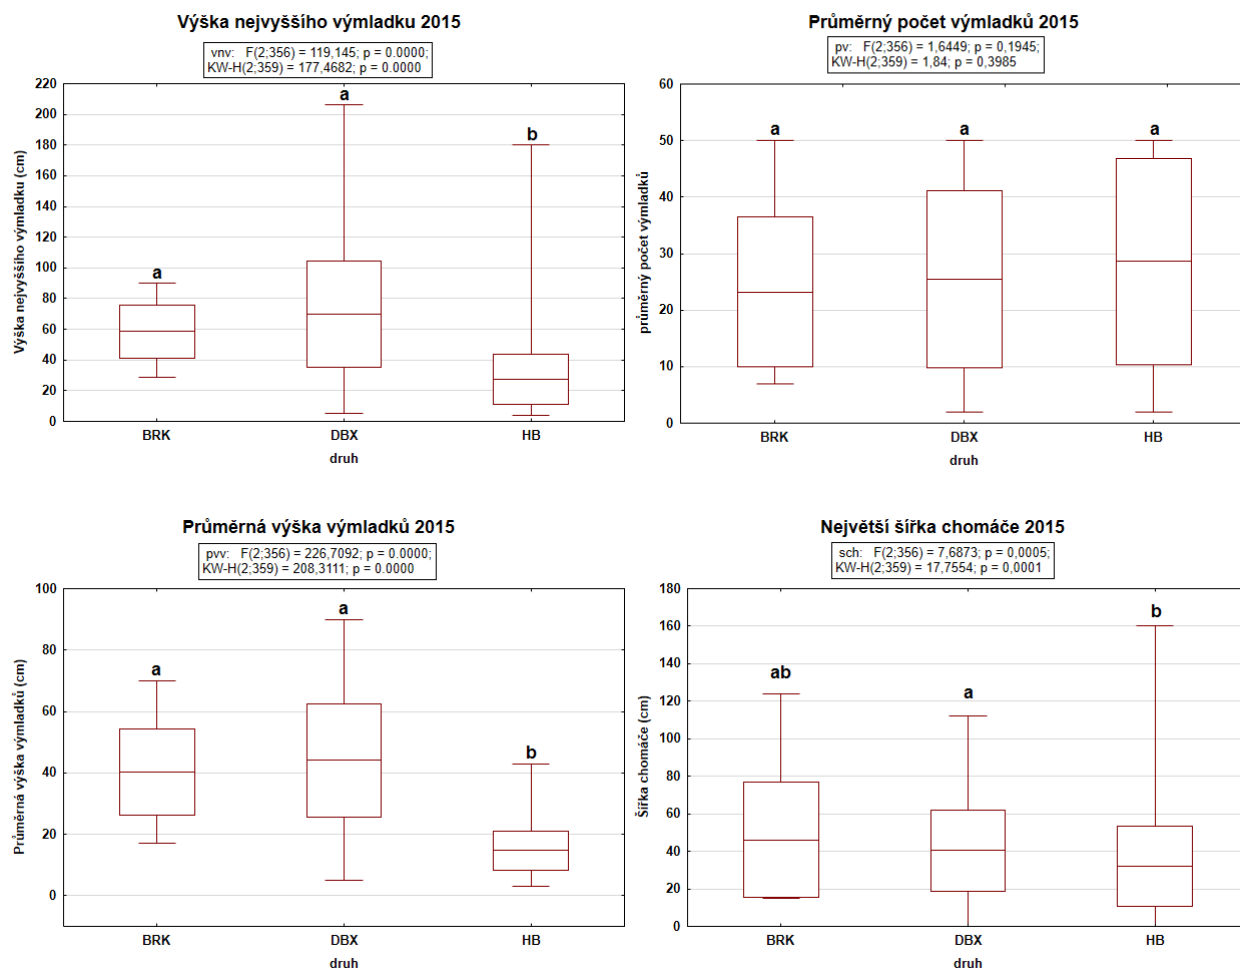 Výška nejvyššího výmladku 2015
vnv: F(2;356) = 119,145; p = 0.0000;
KW-H(2;359) = 177,4682; p = 0.0000
Výška nejvyššího výmladku (cm)
220
200
180
160
140
120
100
80
60
40
20
0
a
a
b
BRK
DBX
HB
druh
Průměrný počet výmladků 2015
pv: F(2;356) = 1,6449; p = 0,1945;
KW-H(2;359) = 1,84; p = 0,3985
průměrný počet výmladků
60
50
40
30
20
10
0
a
a
a
BRK
DBX
HB
druh
Průměrná výška výmladků 2015
pvv: F(2;356) = 226,7092; p = 0.0000;
KW-H(2;359) = 208,3111; p = 0.0000
Průměrná výška výmladků (cm)
100
80
60
40
20
0
a
a
b
BRK
DBX
HB
druh
Největší šířka chomáče 2015
sch: F(2;356) = 7,6873; p = 0,0005;
KW-H(2;359) = 17,7554; p = 0,0001
Šířka chomáče (cm)
180
160
140
120
100
80
60
40
20
0
ab
a
b
BRK
DBX
HB
druh